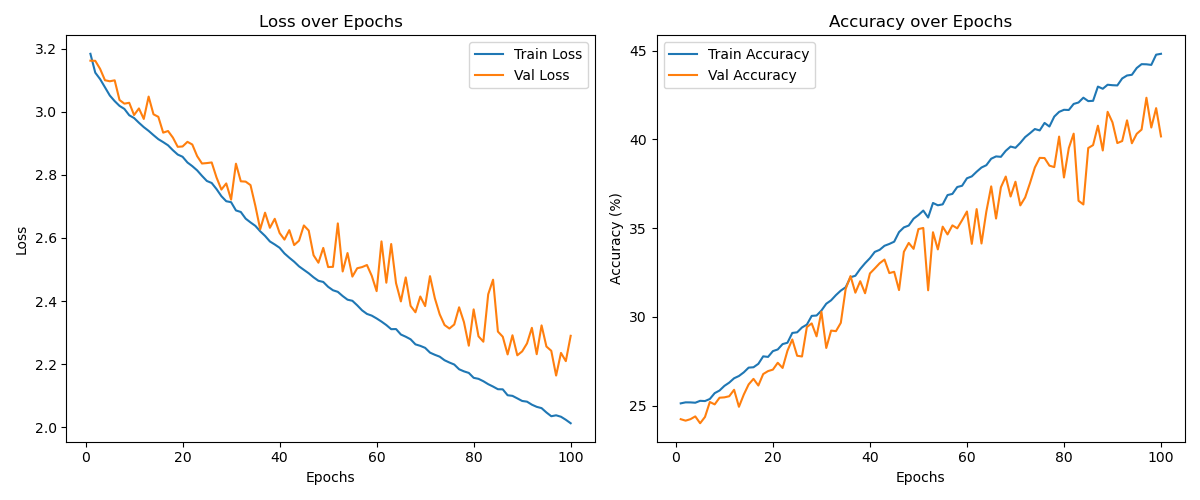 Loss over Epochs
3.2
3.0
2.8
2.6
2.4
2.2
2.0
Loss
0
20
40
60
80
100
Epochs
Train Loss
Val Loss
Accuracy over Epochs
45
40
35
30
25
Accuracy (%)
0
20
40
60
80
100
Epochs
Train Accuracy
Val Accuracy